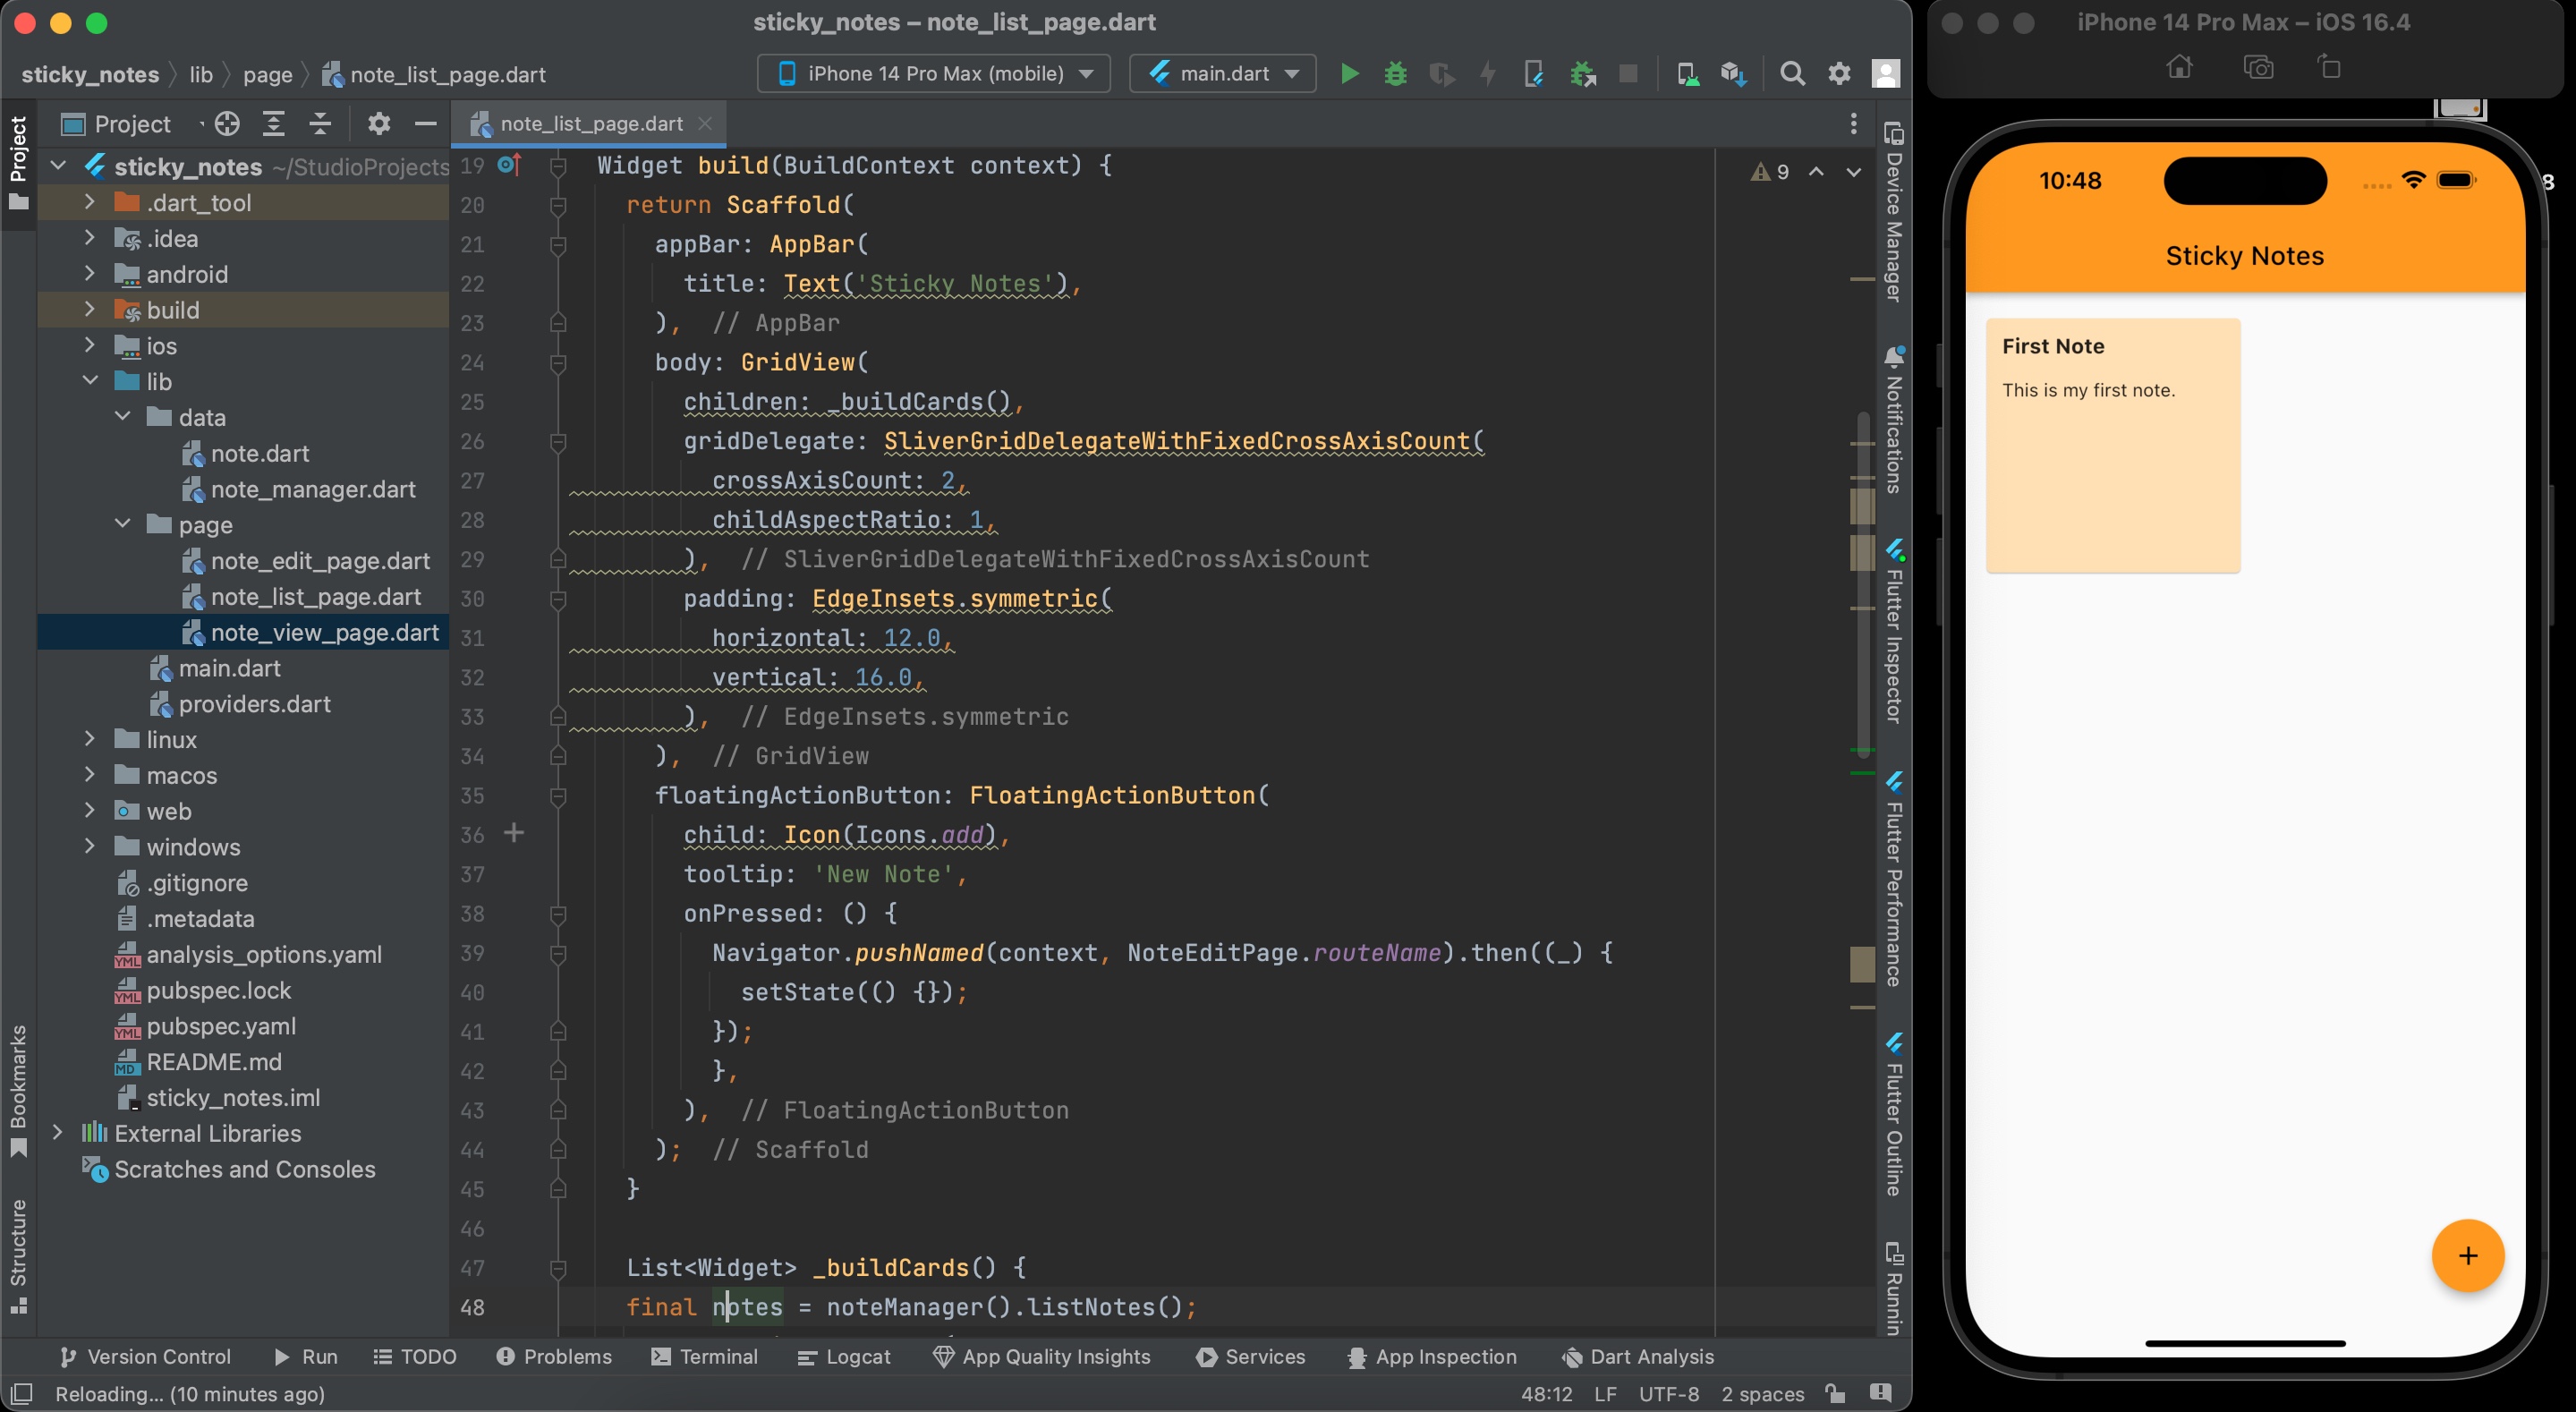 sticky_notes – note_list_page.dart
sticky_notes lib page note_list_page.dart
iPhone 14 Pro Max (mobile) main.dart
Project
Project
note_list_page.dart
sticky_notes ~/StudioProjects
.dart_tool
.idea
android
build
ios
lib
data
note.dart
note_manager.dart
page
note_edit_page.dart
note_list_page.dart
note_view_page.dart
main.dart
providers.dart
linux
macos
web
windows
.gitignore
.metadata
analysis_options.yaml
pubspec.lock
pubspec.yaml
README.md
sticky_notes.iml
External Libraries
Scratches and Consoles
Bookmarks
Structure
9
19 Widget build(BuildContext context) {
20 return Scaffold(
21 appBar: AppBar(
22 title: Text('Sticky Notes'),
23 ), // AppBar
24 body: GridView(
25 children: _buildCards(),
26 gridDelegate: SliverGridDelegateWithFixedCrossAxisCount(
27 crossAxisCount: 2,
28 childAspectRatio: 1,
29 ), // SliverGridDelegateWithFixedCrossAxisCount
30 padding: EdgeInsets.symmetric(
31 horizontal: 12.0,
32 vertical: 16.0,
33 ), // EdgeInsets.symmetric
34 ), // GridView
35 floatingActionButton: FloatingActionButton(
36 child: Icon(Icons.add),
37 tooltip: 'New Note',
38 onPressed: () {
39 Navigator.pushNamed(context, NoteEditPage.routeName).then((_) {
40 setState(() {});
41 });
42 },
43 ), // FloatingActionButton
44 ); // Scaffold
45 }
46
47 List<Widget> _buildCards() {
48 final notes = noteManager().listNotes();
Device Manager
Notifications
Flutter Inspector
Flutter Performance
Flutter Outline
Runnin
Version Control Run TODO Problems Terminal Logcat App Quality Insights Services App Inspection Dart Analysis
Reloading... (10 minutes ago)
48:12 LF UTF-8 2 spaces
iPhone 14 Pro Max – iOS 16.4
8
10:48
Sticky Notes
First Note
This is my first note.
+